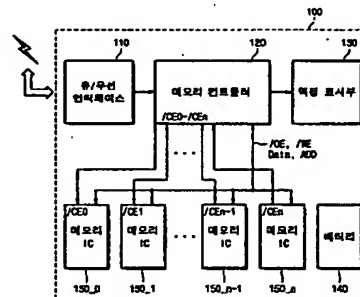 100
110
120
130
유/무선
인터페이스
메모리 컨트롤러
/CE0~/CEn
액정 표시부
/OE, /WE
Data, ADD
/CE0
메모리
IC
/CE1
메모리
IC
/CEn-1
메모리
IC
/CEn
메모리
IC
배터리
150_0
150_1
150_n-1
150_n
140